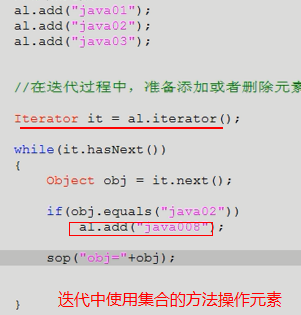 al.add("java01");
al.add("java02");
al.add("java03");
//在迭代过程中，准备添加或者删除元素
Iterator it = al.iterator();
while(it.hasNext())
{
Object obj = it.next();
if(obj.equals("java02"))
al.add("java008");
sop("obj="+obj);
}
迭代中使用集合的方法操作元素